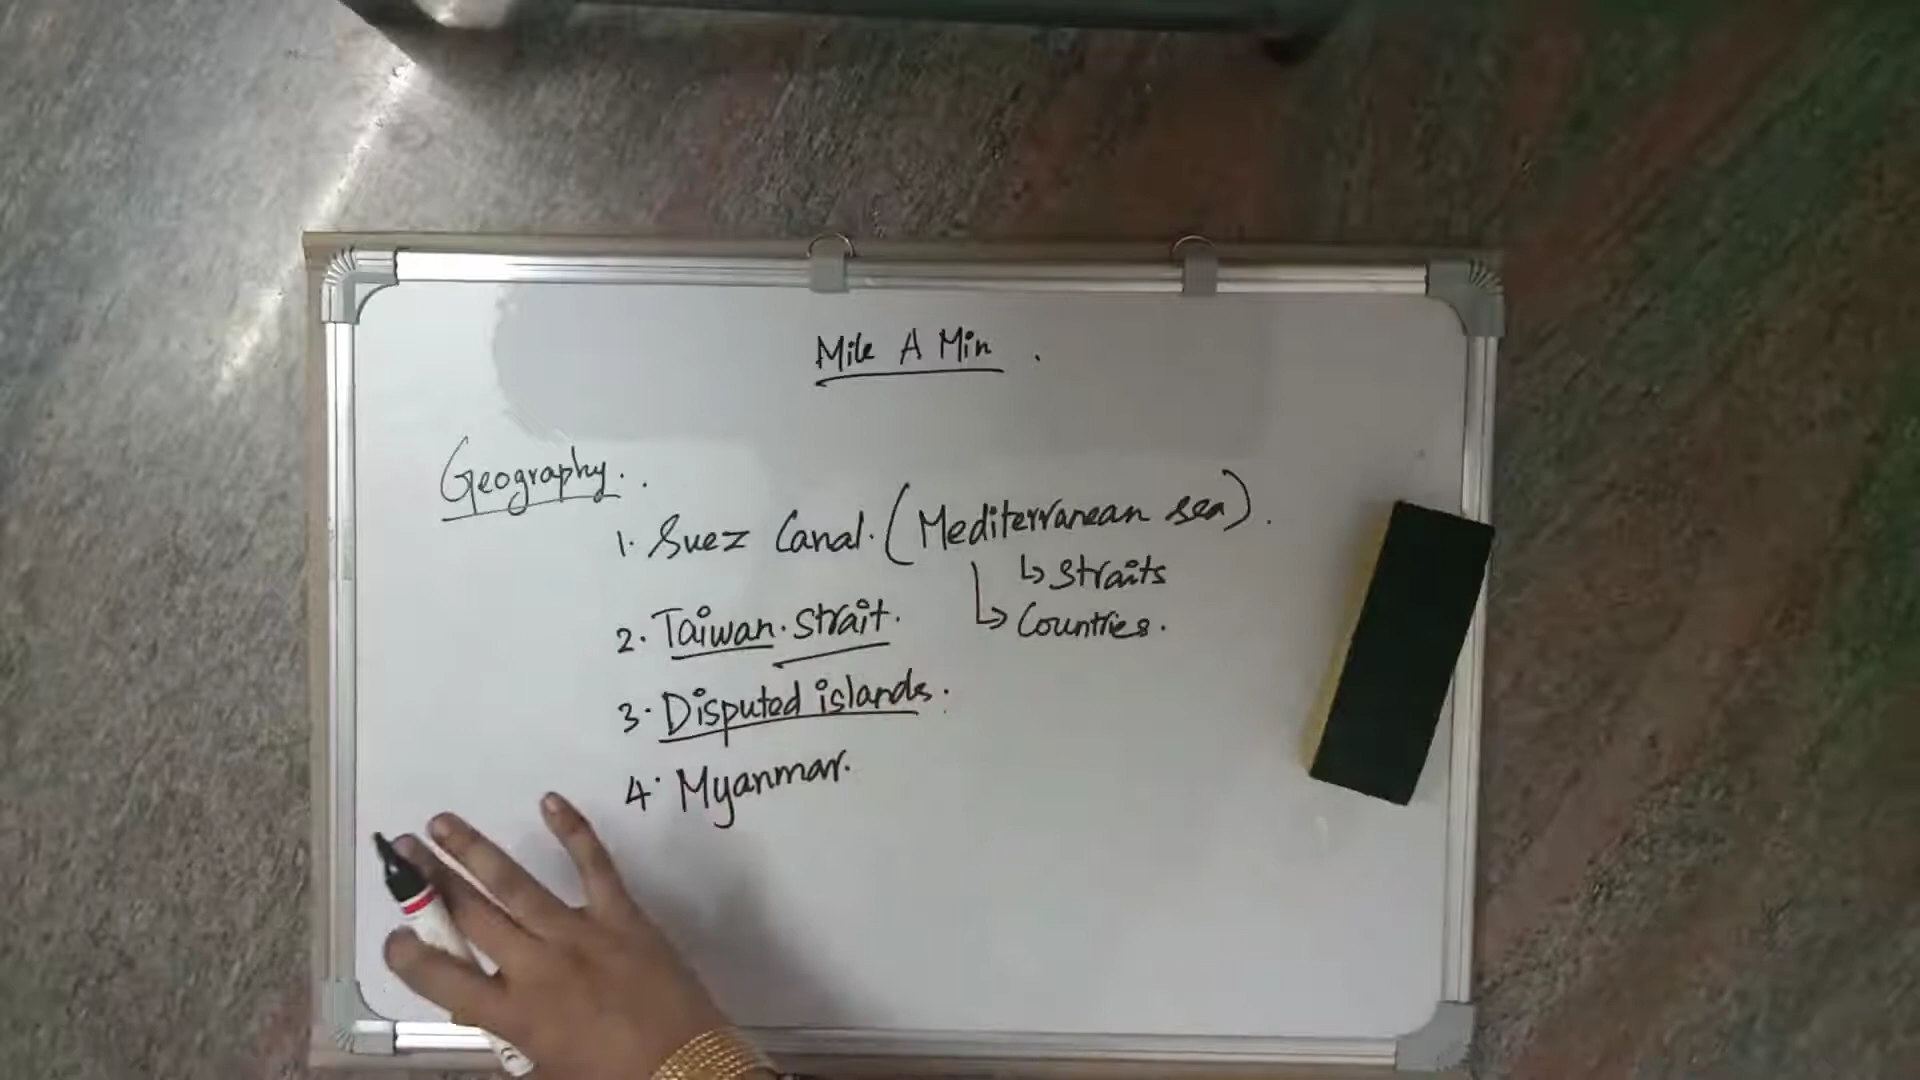 Mile A Min .
Geography . .
1. Suez Canal. (Mediterranean sea) .
↳ Straits
↳ Countries.
2. Taiwan. Strait.
3. Disputed islands.
4. Myanmar.